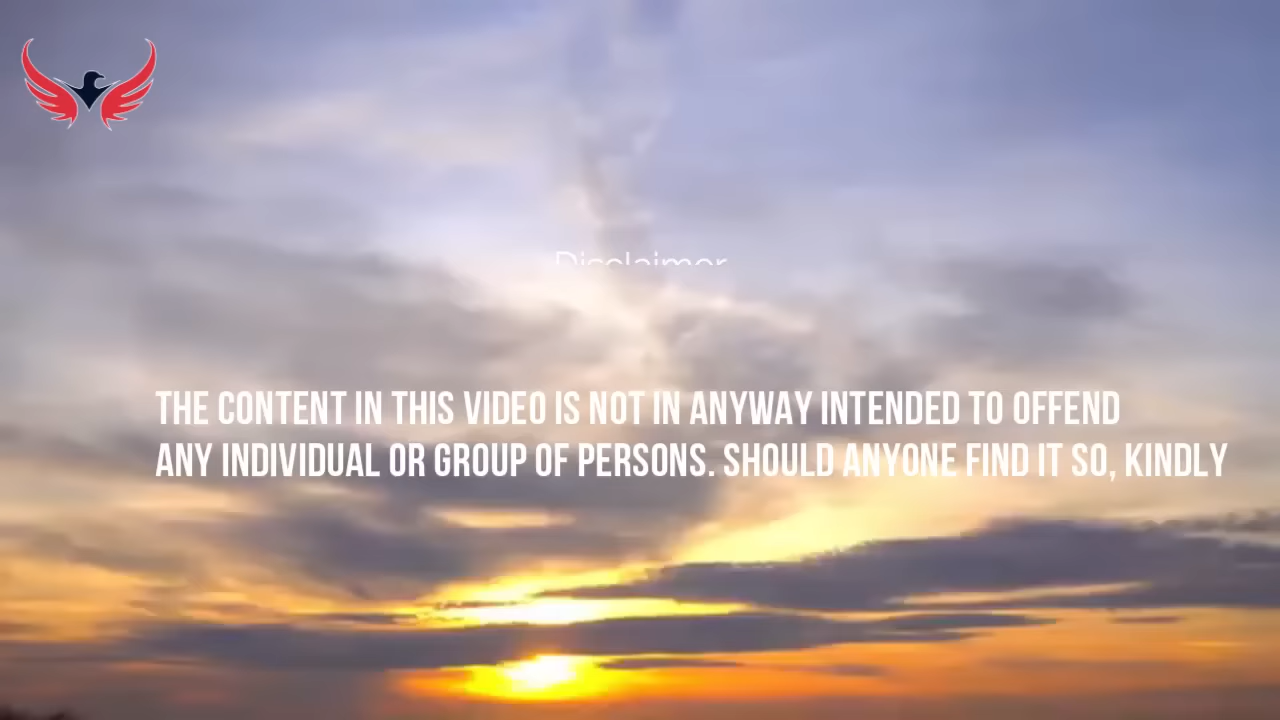 Disclaimer
THE CONTENT IN THIS VIDEO IS NOT IN ANYWAY INTENDED TO OFFEND
ANY INDIVIDUAL OR GROUP OF PERSONS. SHOULD ANYONE FIND IT SO, KINDLY